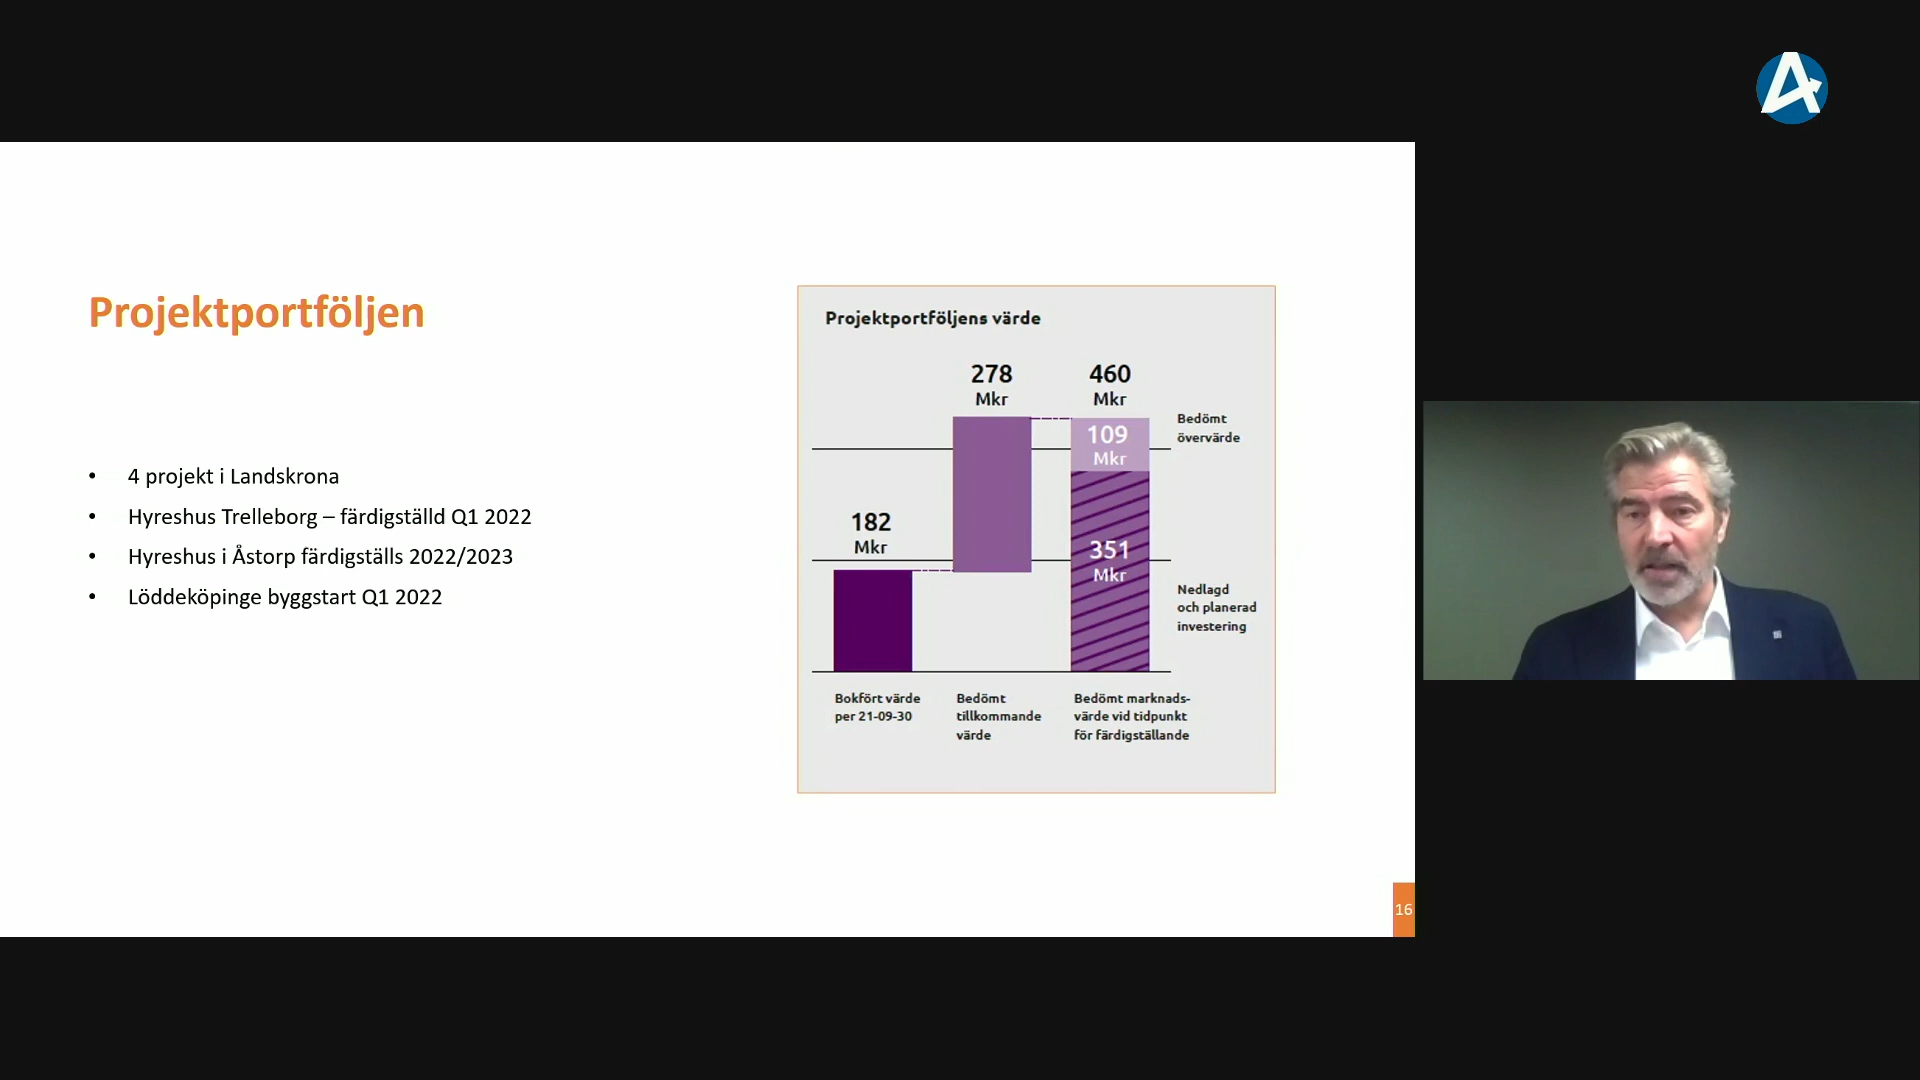 Projektportföljen
• 4 projekt i Landskrona
• Hyreshus Trelleborg – färdigställd Q1 2022
• Hyreshus i Åstorp färdigställs 2022/2023
• Löddeköpinge byggstart Q1 2022
Projektportföljens värde
182
Mkr
278
Mkr
460
Mkr
109
Mkr
351
Mkr
Bedömt
övervärde
Nedlagd
och planerad
investering
Bokfört värde
per 21-09-30
Bedömt
tillkommande
värde
Bedömt marknads-
värde vid tidpunkt
för färdigställande
16